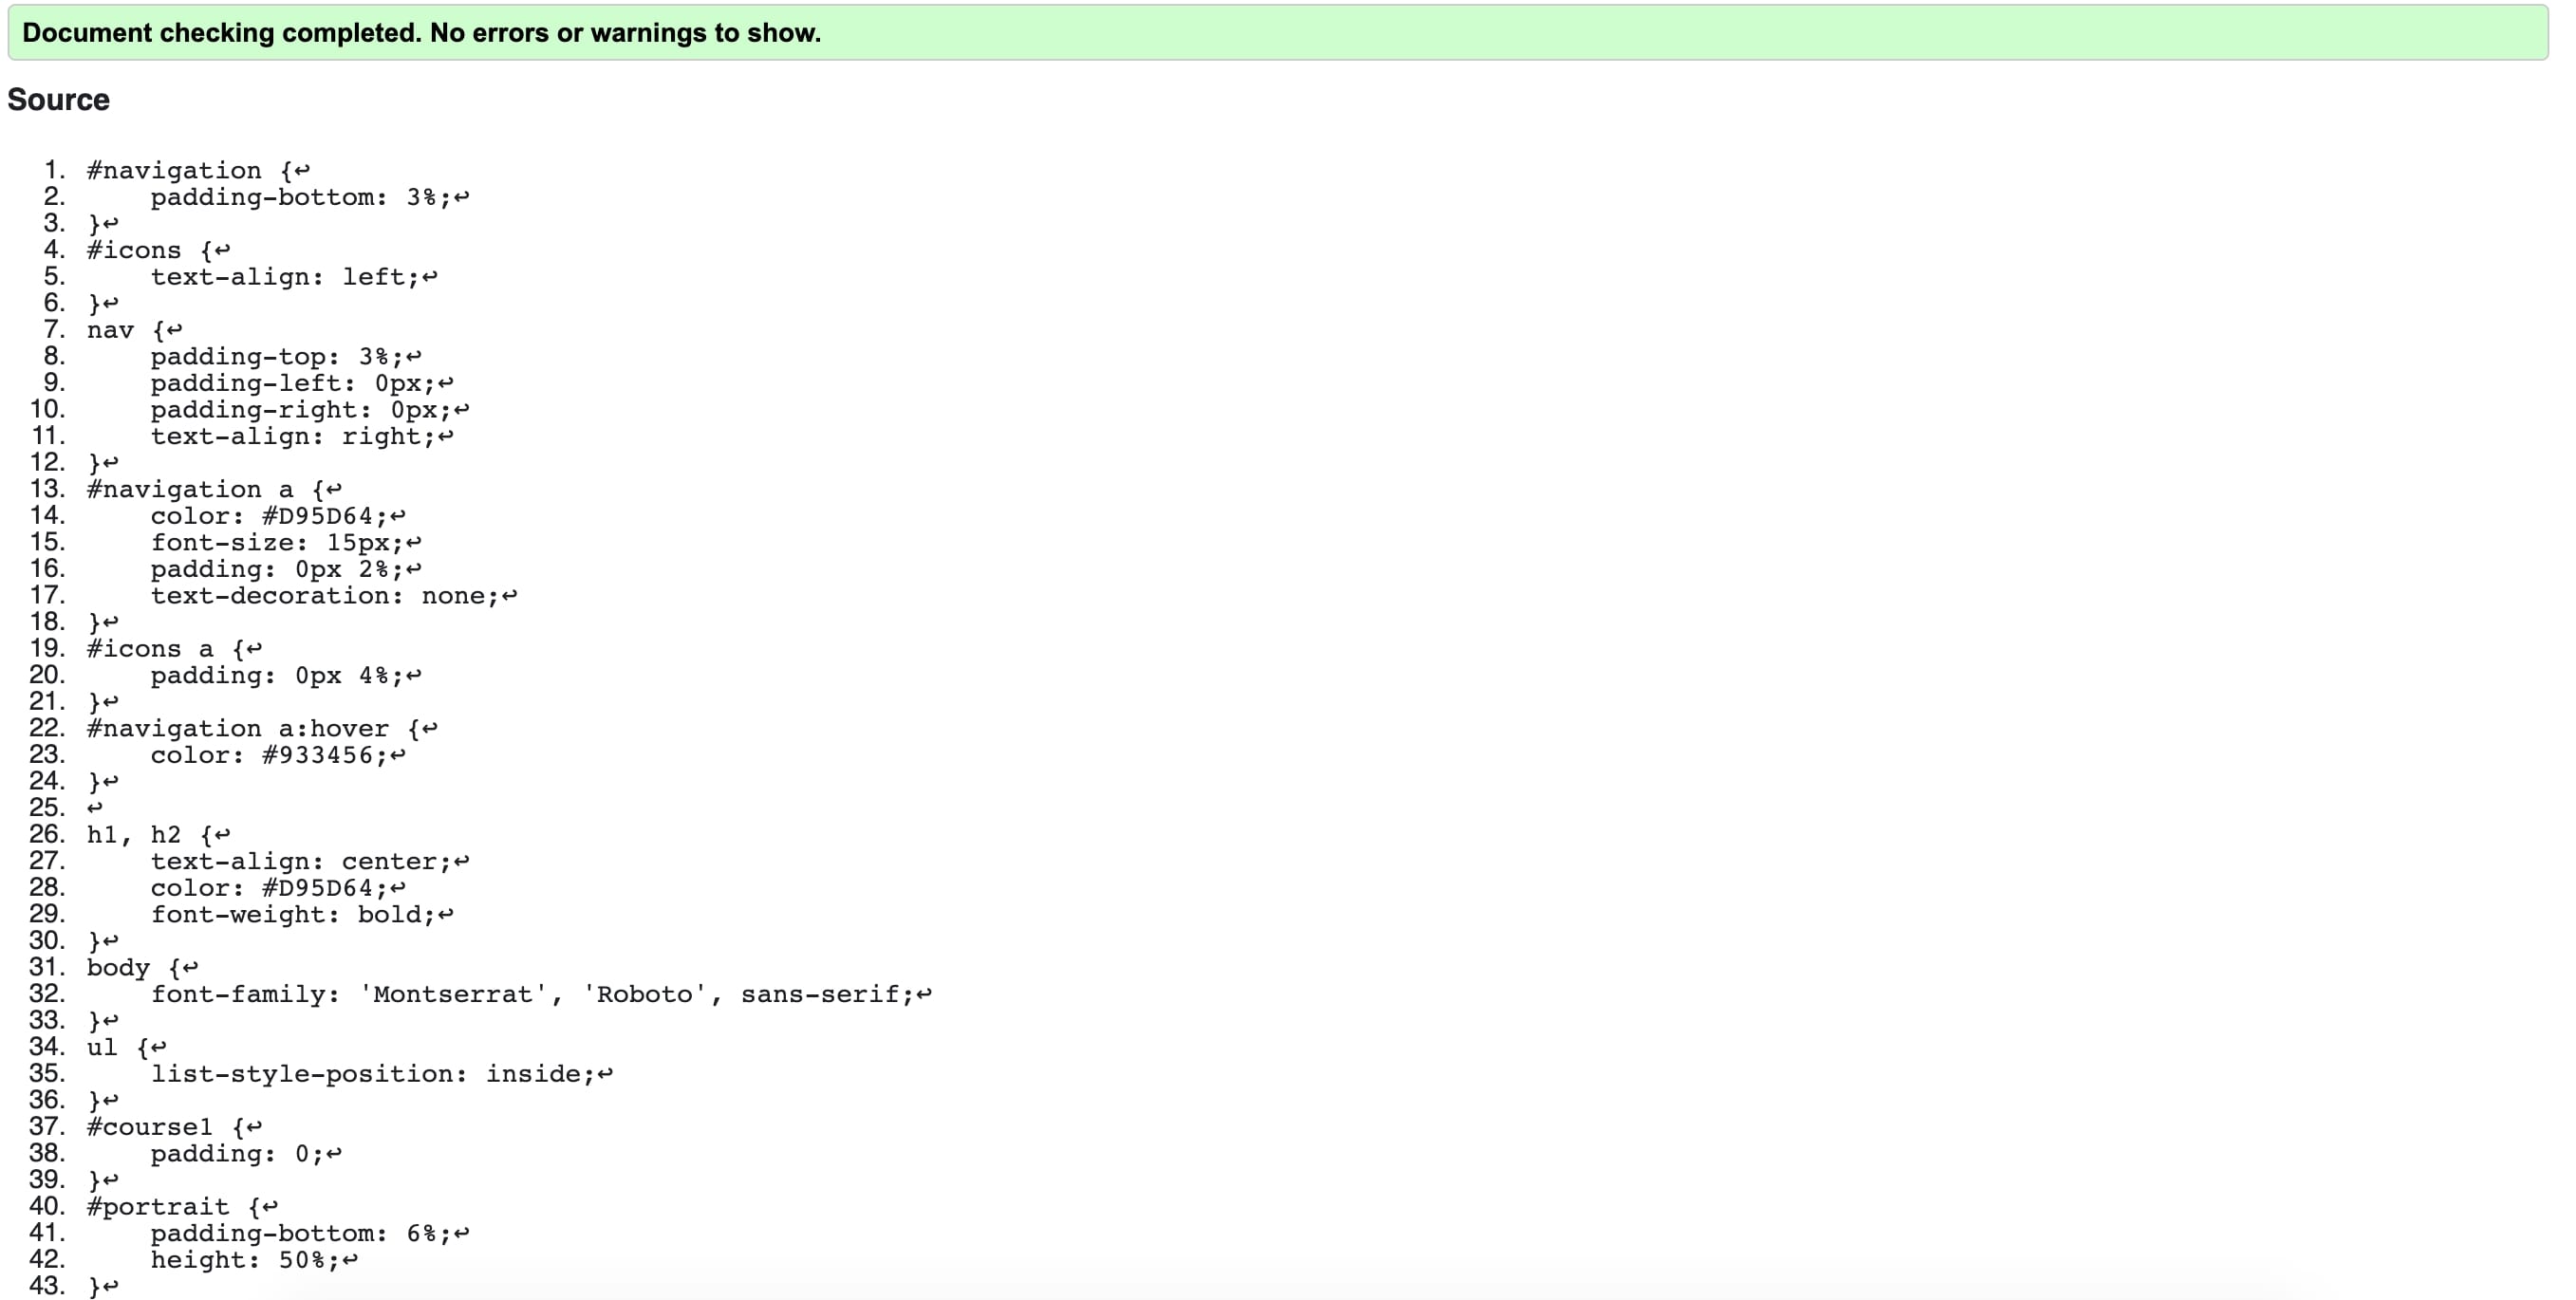 Document checking completed. No errors or warnings to show.
Source
1. #navigation {↩
2.     padding-bottom: 3%;↩
3. }↩
4. #icons {↩
5.     text-align: left;↩
6. }↩
7. nav {↩
8.     padding-top: 3%;↩
9.     padding-left: 0px;↩
10.     padding-right: 0px;↩
11.     text-align: right;↩
12. }↩
13. #navigation a {↩
14.     color: #D95D64;↩
15.     font-size: 15px;↩
16.     padding: 0px 2%;↩
17.     text-decoration: none;↩
18. }↩
19. #icons a {↩
20.     padding: 0px 4%;↩
21. }↩
22. #navigation a:hover {↩
23.     color: #933456;↩
24. }↩
25. ↩
26. h1, h2 {↩
27.     text-align: center;↩
28.     color: #D95D64;↩
29.     font-weight: bold;↩
30. }↩
31. body {↩
32.     font-family: 'Montserrat', 'Roboto', sans-serif;↩
33. }↩
34. ul {↩
35.     list-style-position: inside;↩
36. }↩
37. #course1 {↩
38.     padding: 0;↩
39. }↩
40. #portrait {↩
41.     padding-bottom: 6%;↩
42.     height: 50%;↩
43. }↩